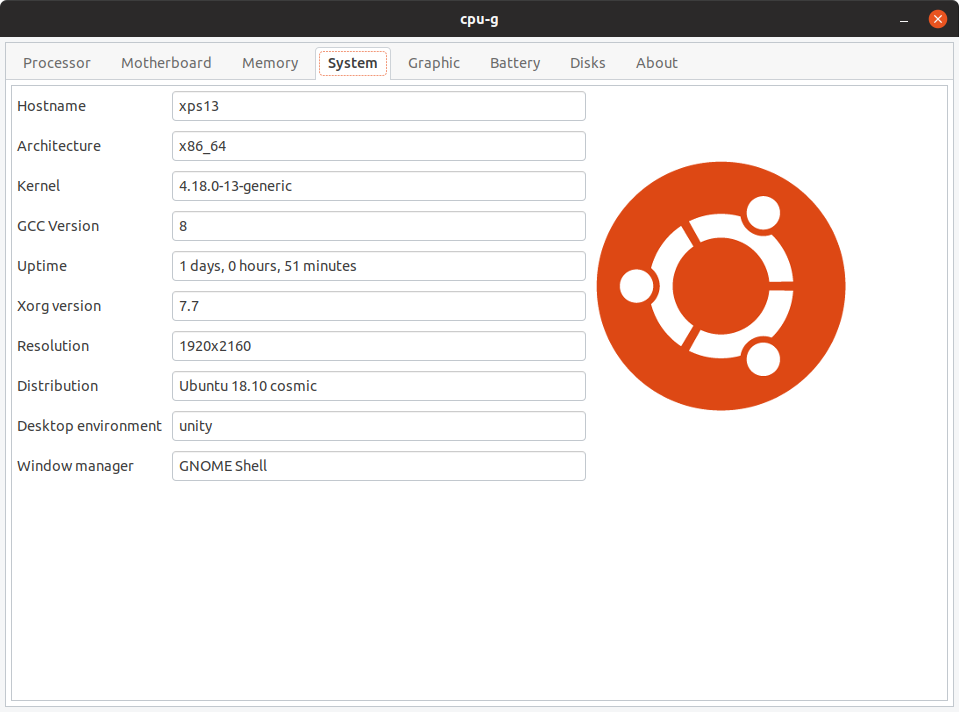 cpu-g
Processor Motherboard Memory System Graphic Battery Disks About
Hostname xps13
Architecture x86_64
Kernel 4.18.0-13-generic
GCC Version 8
Uptime 1 days, 0 hours, 51 minutes
Xorg version 7.7
Resolution 1920x2160
Distribution Ubuntu 18.10 cosmic
Desktop environment unity
Window manager GNOME Shell